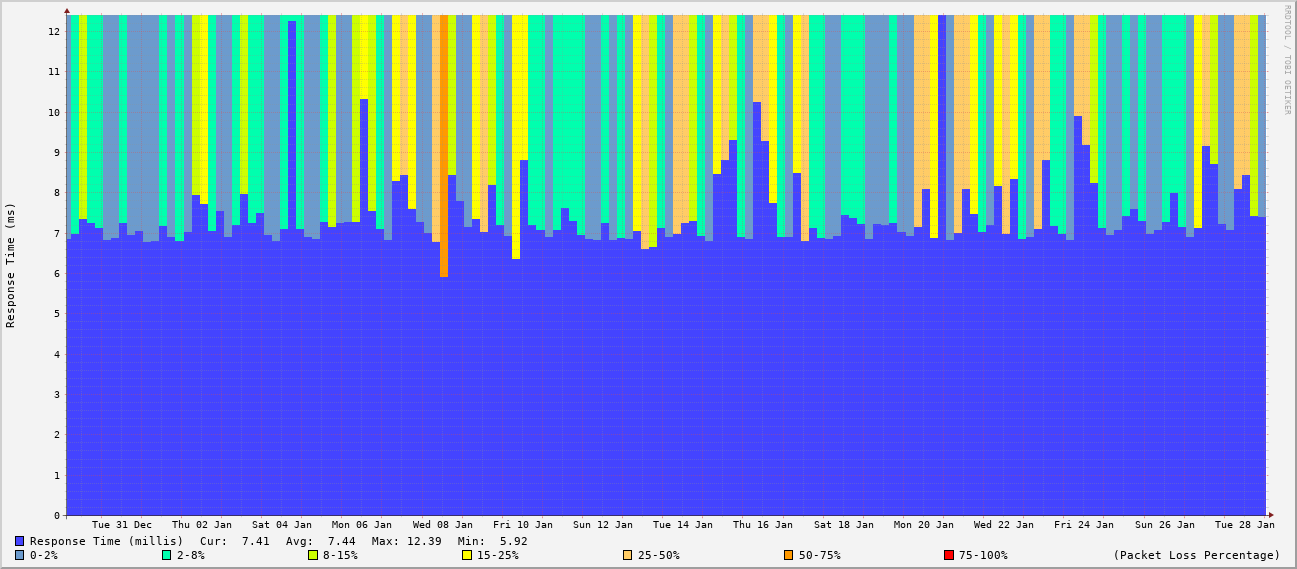 RRDTOOL / TOBI OETIKER
Response Time (ms)
12
11
10
9
8
7
6
5
4
3
2
1
0
Tue 31 Dec Thu 02 Jan Sat 04 Jan Mon 06 Jan Wed 08 Jan Fri 10 Jan Sun 12 Jan Tue 14 Jan Thu 16 Jan Sat 18 Jan Mon 20 Jan Wed 22 Jan Fri 24 Jan Sun 26 Jan Tue 28 Jan
Response Time (millis) Cur: 7.41 Avg: 7.44 Max: 12.39 Min: 5.92
0-2% 2-8% 8-15% 15-25% 25-50% 50-75% 75-100% (Packet Loss Percentage)